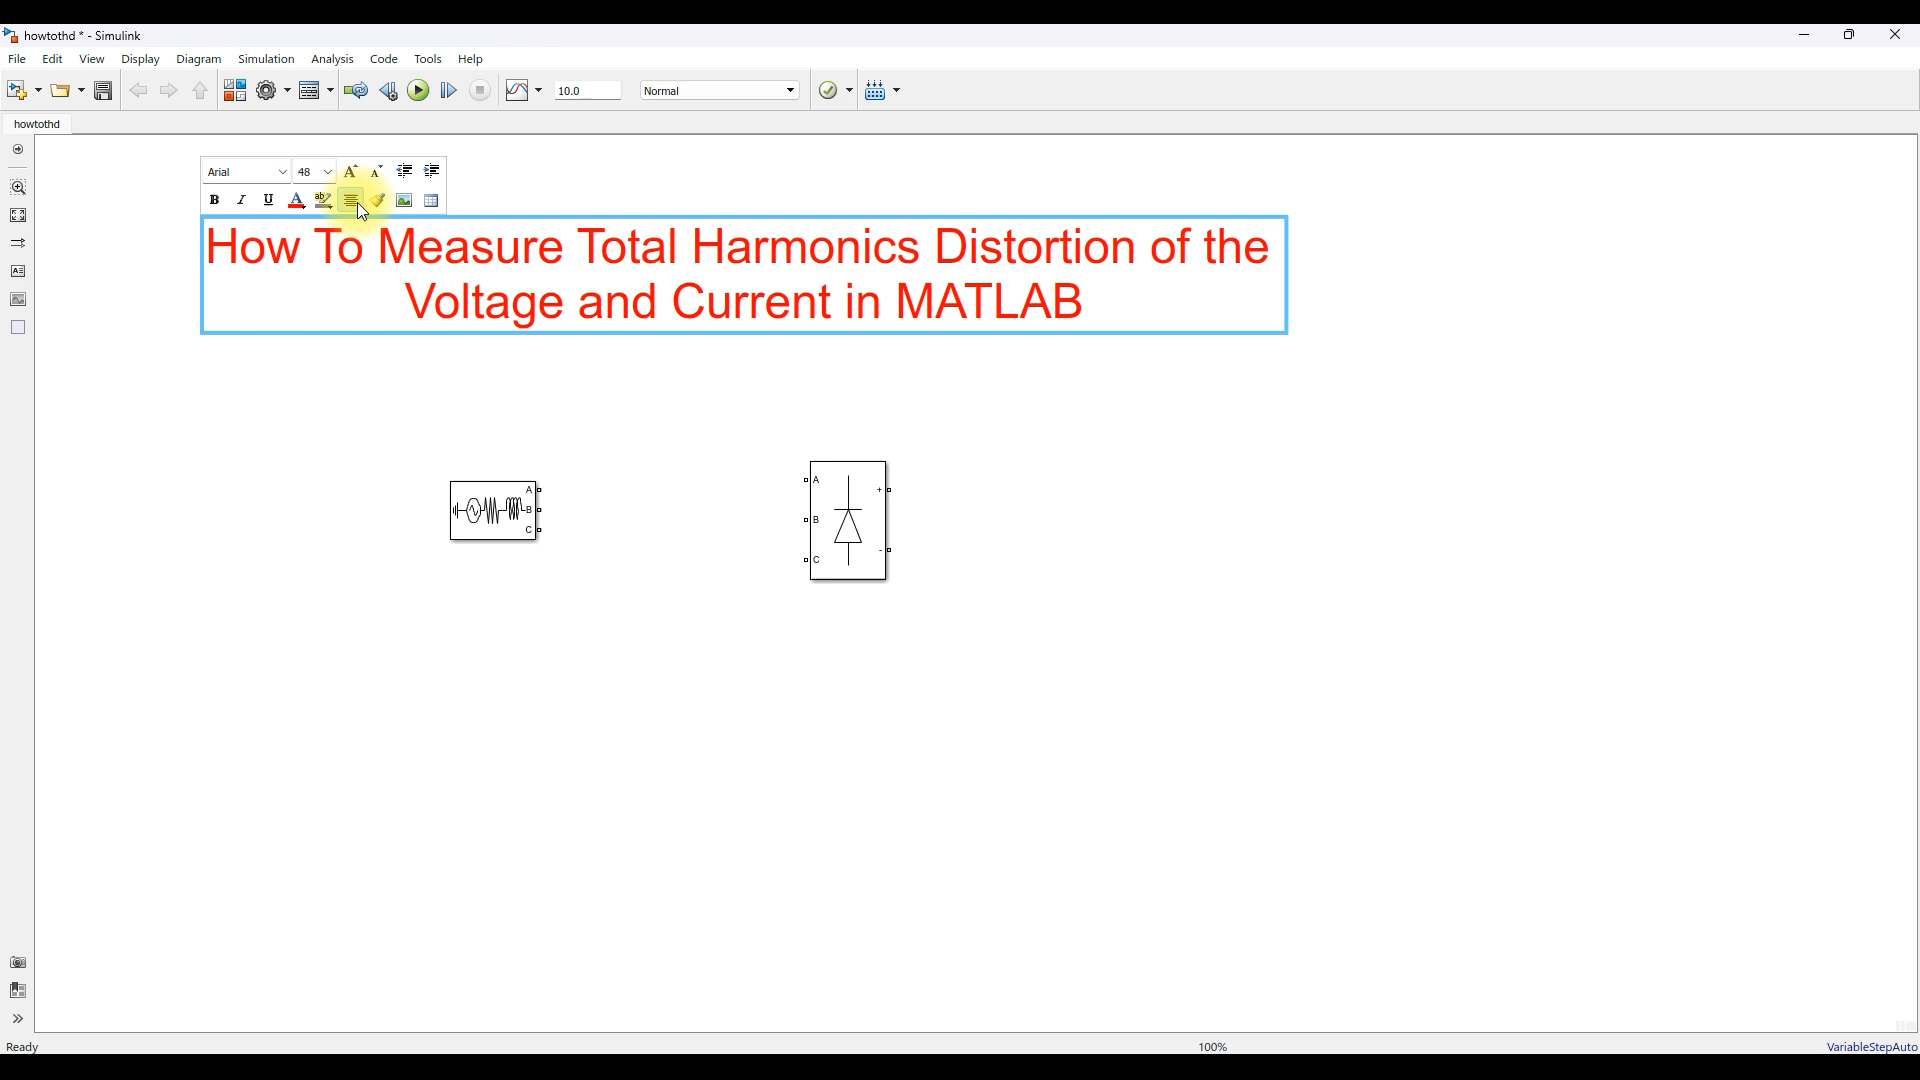 howtothd * - Simulink
File Edit View Display Diagram Simulation Analysis Code Tools Help
10.0 Normal
howtothd
Arial 48
B I U A ab
How To Measure Total Harmonics Distortion of the
Voltage and Current in MATLAB
A
B
C
A
B
C
+
-
Ready 100% VariableStepAuto